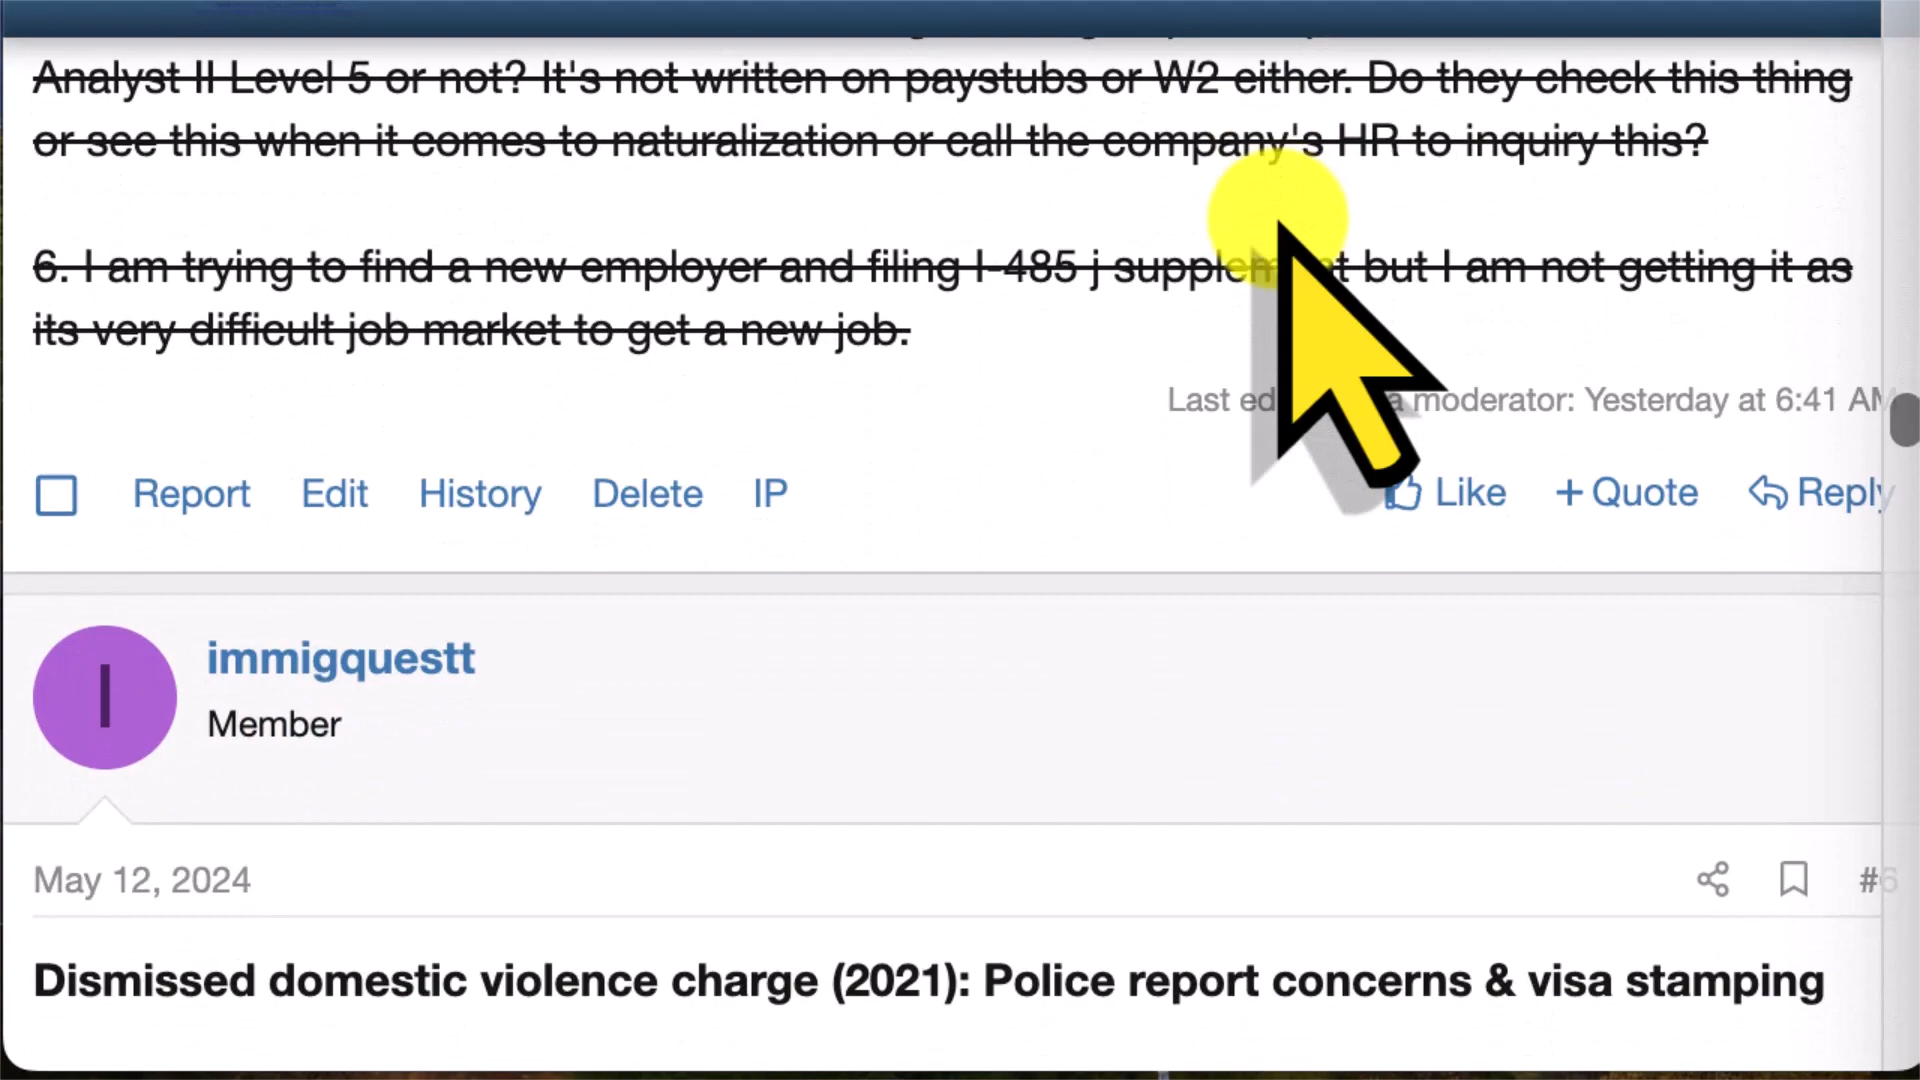 Analyst II Level 5 or not? It's not written on paystubs or W2 either. Do they check this thing
or see this when it comes to naturalization or call the company's HR to inquiry this?
6. I am trying to find a new employer and filing I-485 j supplement but I am not getting it as
its very difficult job market to get a new job.
Last a moderator: Yesterday at 6:41 AM
Report Edit History Delete IP Like + Quote Reply
I
immigquestt
Member
May 12, 2024 #6
Dismissed domestic violence charge (2021): Police report concerns & visa stamping